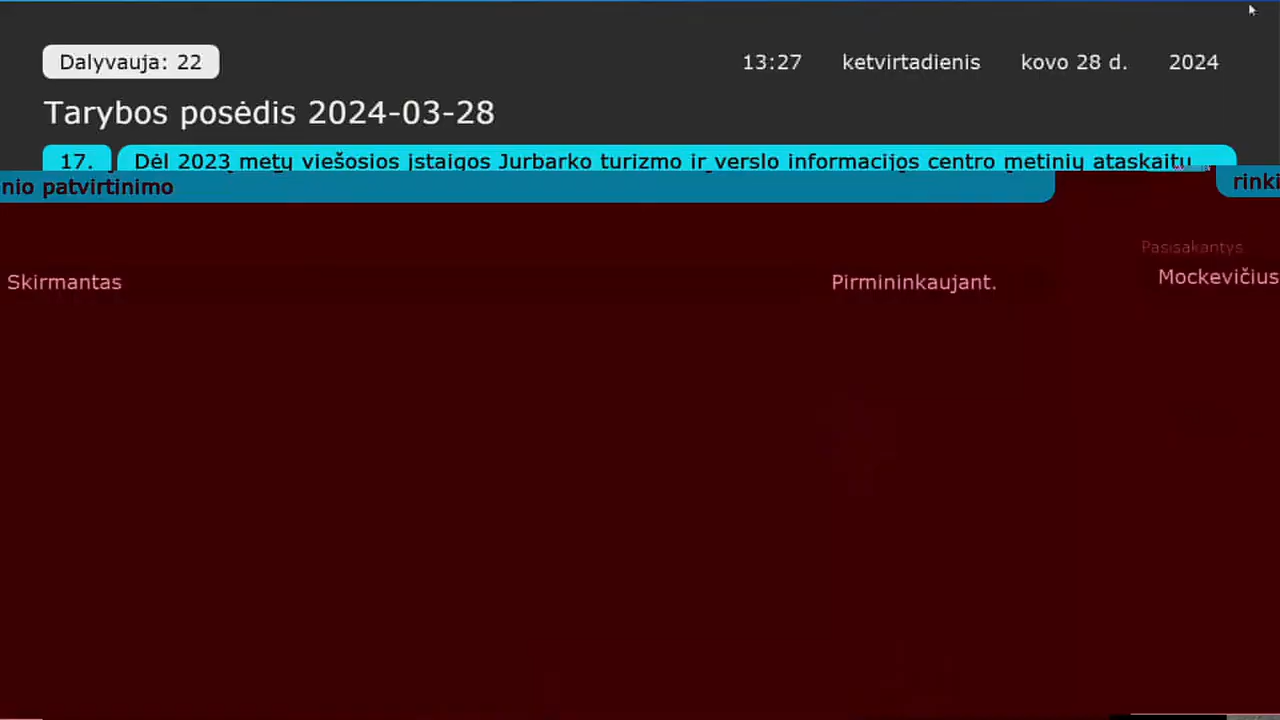 Dalyvauja: 22
13:27 ketvirtadienis kovo 28 d. 2024
Tarybos posėdis 2024-03-28
17. Dėl 2023 metų viešosios įstaigos Jurbarko turizmo ir verslo informacijos centro metinių ataskaitų
rinki
nio patvirtinimo
Pasisakantys
Mockevičius
Skirmantas Pirmininkaujant.